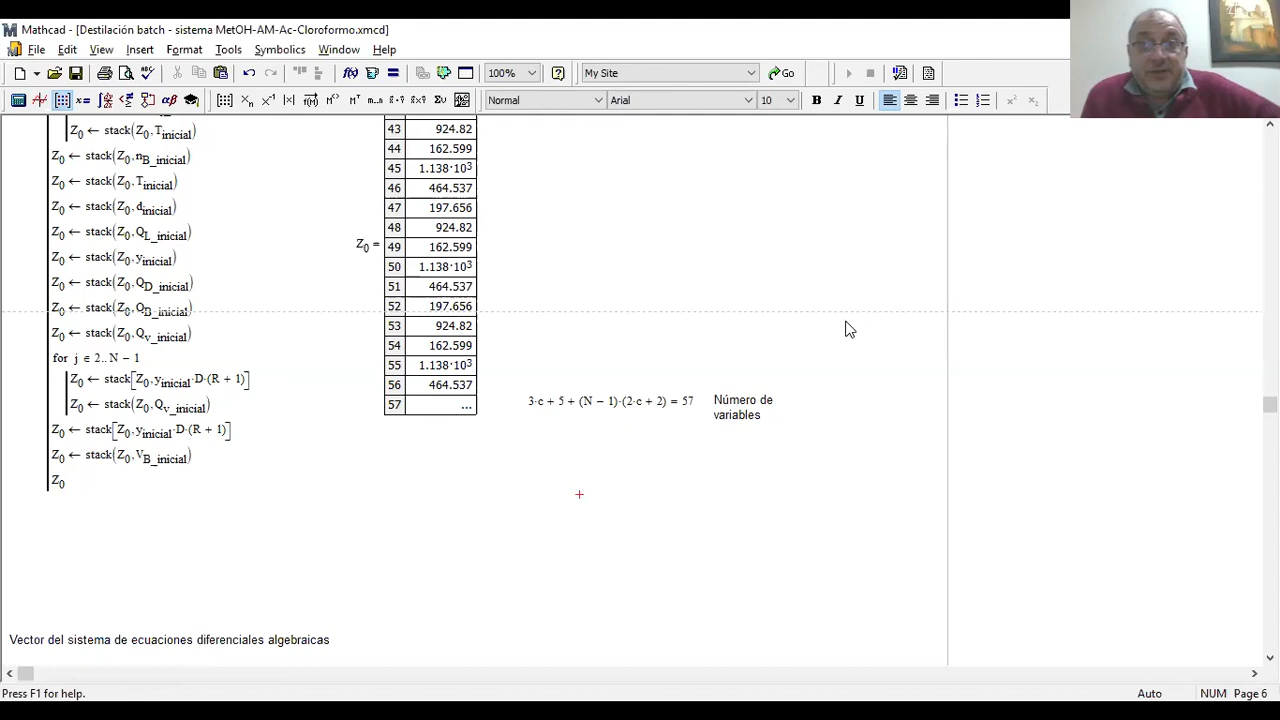 Mathcad - [Destilación batch - sistema MetOH-AM-Ac-Cloroformo.xmcd]
File Edit View Insert Format Tools Symbolics Window Help
100% My Site Go
Normal Arial 10 B I U
Z0 ← stack(Z0, Tinicial)
Z0 ← stack(Z0, nB_inicial)
Z0 ← stack(Z0, Tinicial)
Z0 ← stack(Z0, dinicial)
Z0 ← stack(Z0, QL_inicial)
Z0 ← stack(Z0, yinicial)
Z0 ← stack(Z0, QD_inicial)
Z0 ← stack(Z0, QB_inicial)
Z0 ← stack(Z0, Qv_inicial)
for j ∈ 2.. N − 1
Z0 ← stack[Z0, yinicial·D·(R + 1)]
Z0 ← stack(Z0, Qv_inicial)
Z0 ← stack[Z0, yinicial·D·(R + 1)]
Z0 ← stack(Z0, VB_inicial)
Z0
Z0 =
43 924.82
44 162.599
45 1.138·10³
46 464.537
47 197.656
48 924.82
49 162.599
50 1.138·10³
51 464.537
52 197.656
53 924.82
54 162.599
55 1.138·10³
56 464.537
57 ...
3·c + 5 + (N − 1)·(2·c + 2) = 57
Número de
variables
Vector del sistema de ecuaciones diferenciales algebraicas
Press F1 for help. Auto NUM Page 6